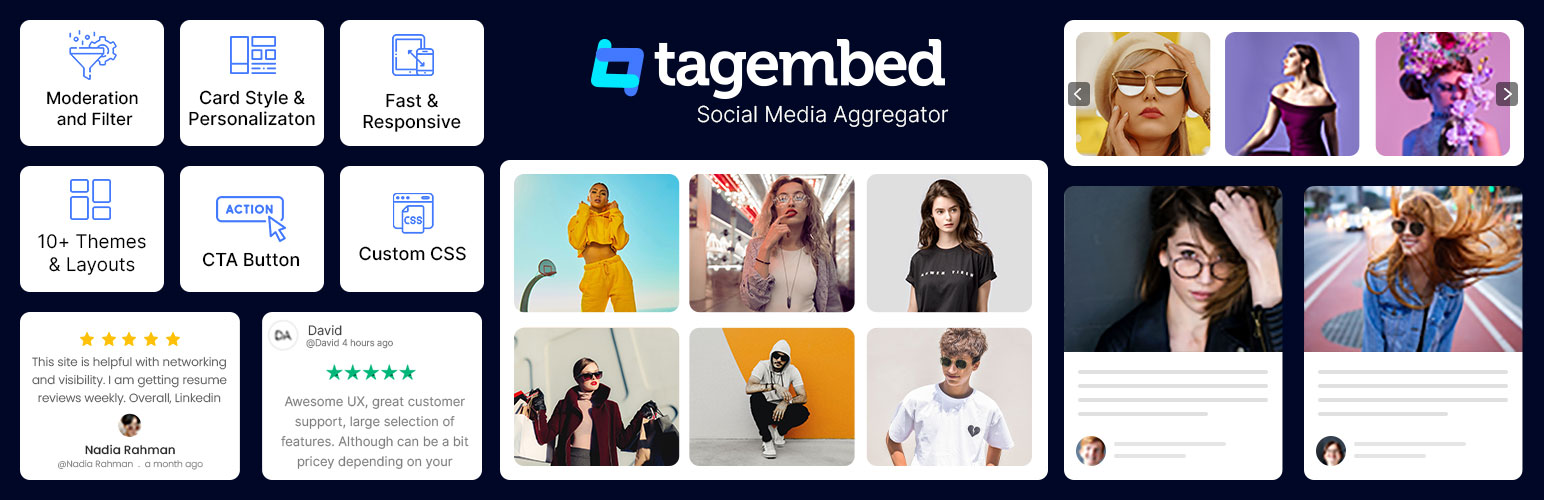 Moderation
and Filter
Card Style &
Personalizaton
Fast &
Responsive
10+ Themes
& Layouts
ACTION
CTA Button
CSS
Custom CSS
This site is helpful with networking
and visibility. I am getting resume
reviews weekly. Overall, Linkedin
Nadia Rahman
@Nadia Rahman . a month ago
DA
David
@David 4 hours ago
Awesome UX, great customer
support, large selection of
features. Although can be a bit
pricey depending on your
tagembed
Social Media Aggregator